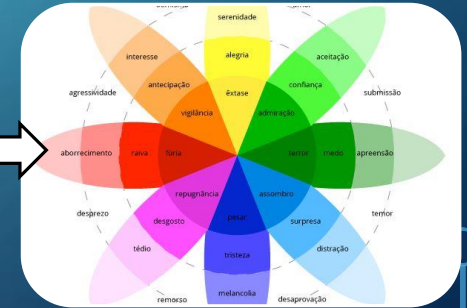 serenidade
interesse
alegria
aceitação
antecipação
confiança
agressividade
êxtase
submissão
vigilância
admiração
aborrecimento
raiva
fúria
terror
medo
apreensão
repugnância
assombro
desprezo
desgosto
pesar
surpresa
temor
tédio
tristeza
distração
melancolia
remorso
desaprovação